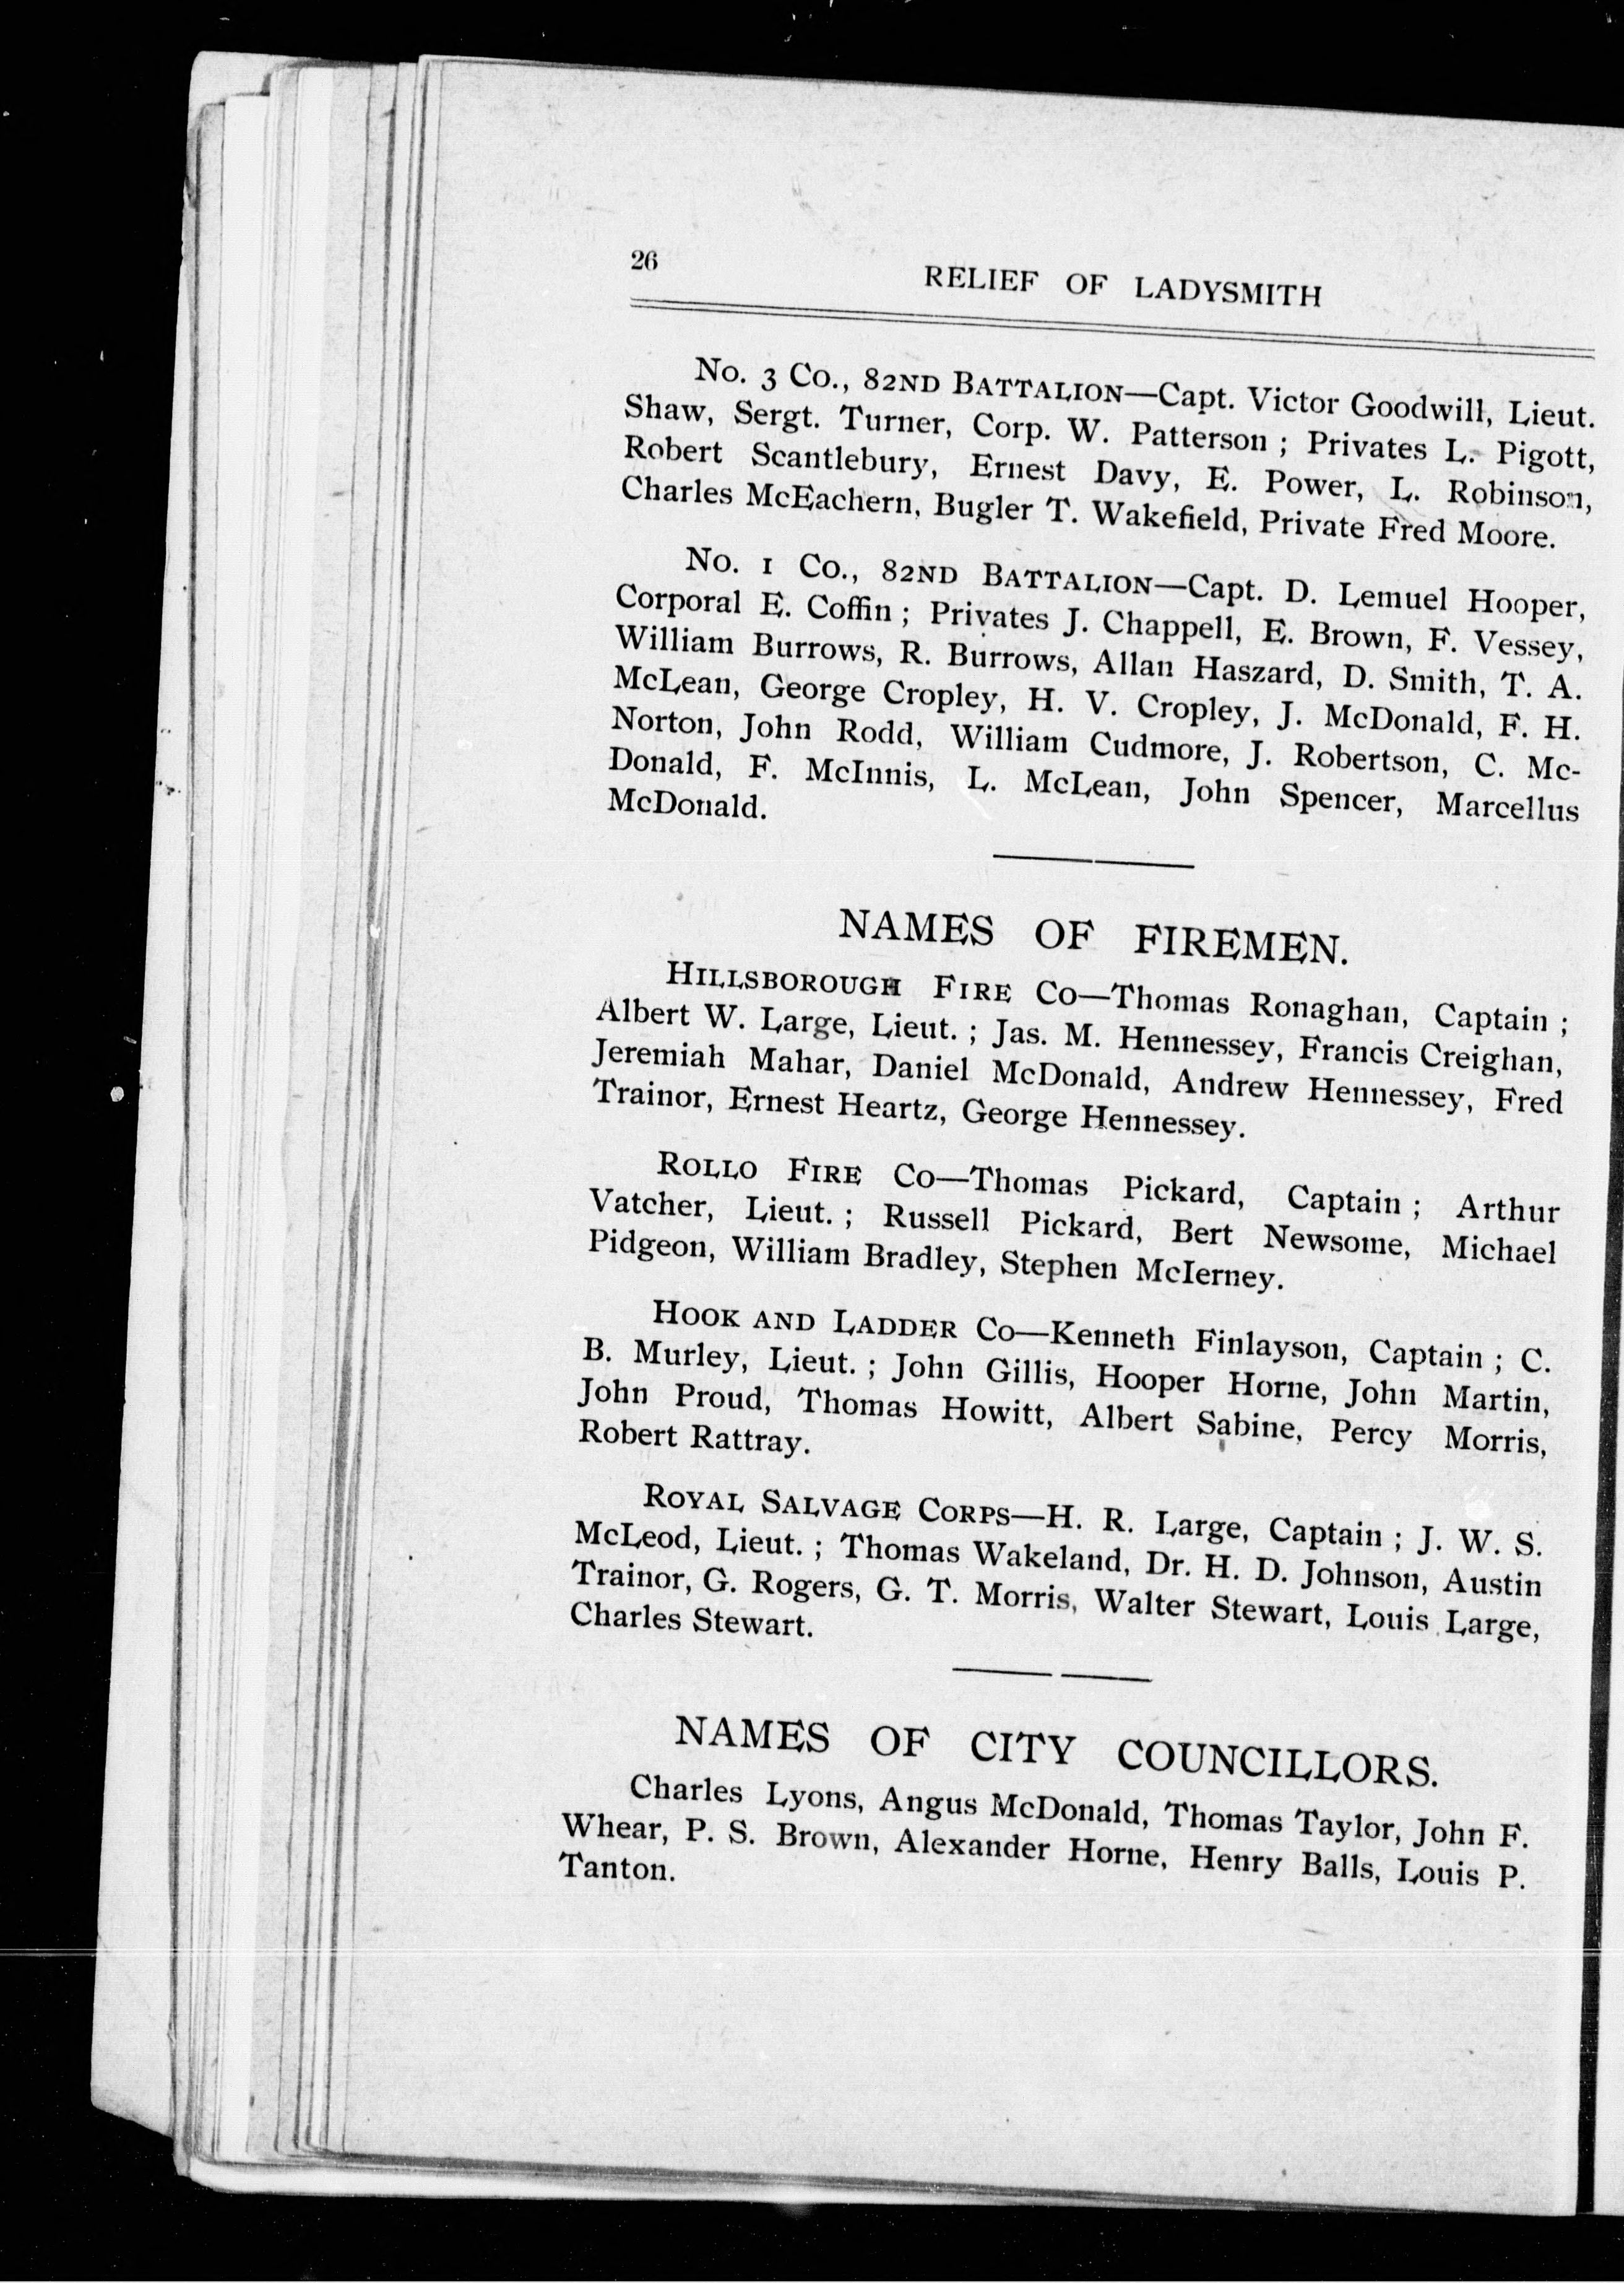 26
RELIEF OF LADYSMITH
No. 3 Co., 82nd Battalion—Capt. Victor Goodwill, Lieut.
Shaw, Sergt. Turner, Corp. W. Patterson ; Privates L. Pigott,
Robert Scantlebury, Ernest Davy, E. Power, L. Robinson,
Charles McEachern, Bugler T. Wakefield, Private Fred Moore.
No. 1 Co., 82nd Battalion—Capt. D. Lemuel Hooper,
Corporal E. Coffin ; Privates J. Chappell, E. Brown, F. Vessey,
William Burrows, R. Burrows, Allan Haszard, D. Smith, T. A.
McLean, George Cropley, H. V. Cropley, J. McDonald, F. H.
Norton, John Rodd, William Cudmore, J. Robertson, C. Mc-
Donald, F. McInnis, L. McLean, John Spencer, Marcellus
McDonald.
NAMES OF FIREMEN.
Hillsborough Fire Co—Thomas Ronaghan, Captain ;
Albert W. Large, Lieut. ; Jas. M. Hennessey, Francis Creighan,
Jeremiah Mahar, Daniel McDonald, Andrew Hennessey, Fred
Trainor, Ernest Heartz, George Hennessey.
Rollo Fire Co—Thomas Pickard, Captain ; Arthur
Vatcher, Lieut. ; Russell Pickard, Bert Newsome, Michael
Pidgeon, William Bradley, Stephen McIerney.
Hook and Ladder Co—Kenneth Finlayson, Captain ; C.
B. Murley, Lieut. ; John Gillis, Hooper Horne, John Martin,
John Proud, Thomas Howitt, Albert Sabine, Percy Morris,
Robert Rattray.
Royal Salvage Corps—H. R. Large, Captain ; J. W. S.
McLeod, Lieut. ; Thomas Wakeland, Dr. H. D. Johnson, Austin
Trainor, G. Rogers, G. T. Morris, Walter Stewart, Louis Large,
Charles Stewart.
NAMES OF CITY COUNCILLORS.
Charles Lyons, Angus McDonald, Thomas Taylor, John F.
Whear, P. S. Brown, Alexander Horne, Henry Balls, Louis P.
Tanton.